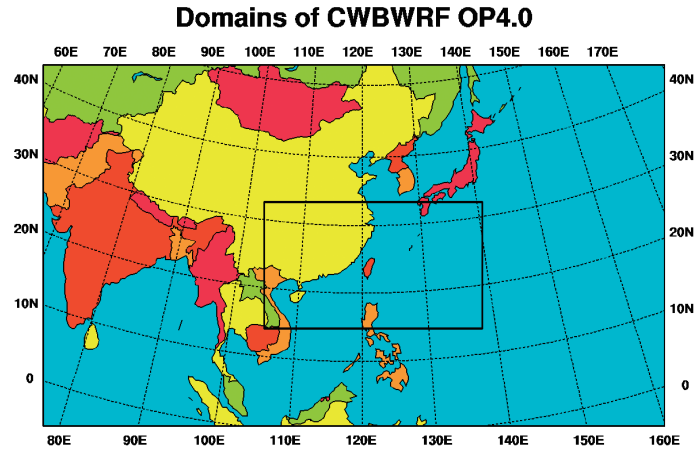 Domains of CWBWRF OP4.0
60E 70E 80E 90E 100E 110E 120E 130E 140E 150E 160E 170E
40N 40N
30N 30N
20N 20N
10N 10N
0 0
80E 90E 100E 110E 120E 130E 140E 150E 160E